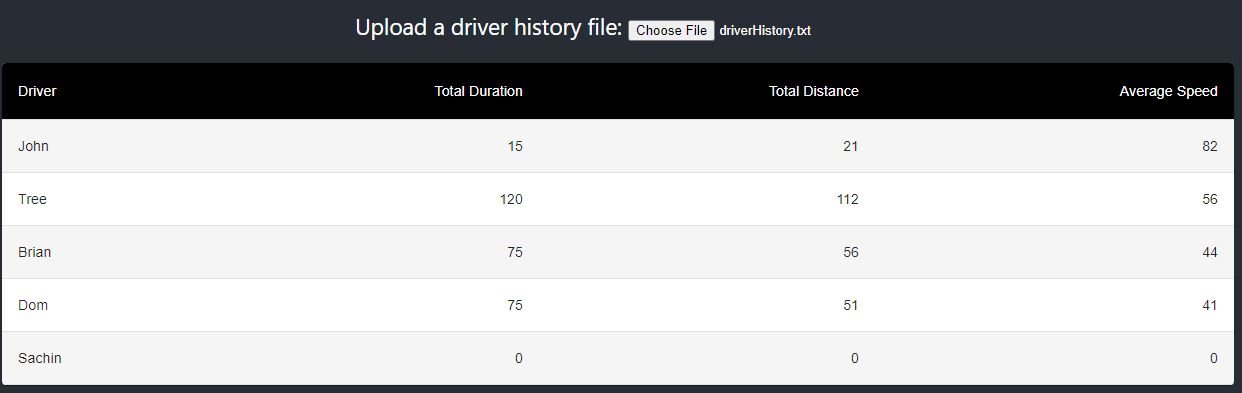 Upload a driver history file: Choose File driverHistory.txt
Driver Total Duration Total Distance Average Speed
John 15 21 82
Tree 120 112 56
Brian 75 56 44
Dom 75 51 41
Sachin 0 0 0